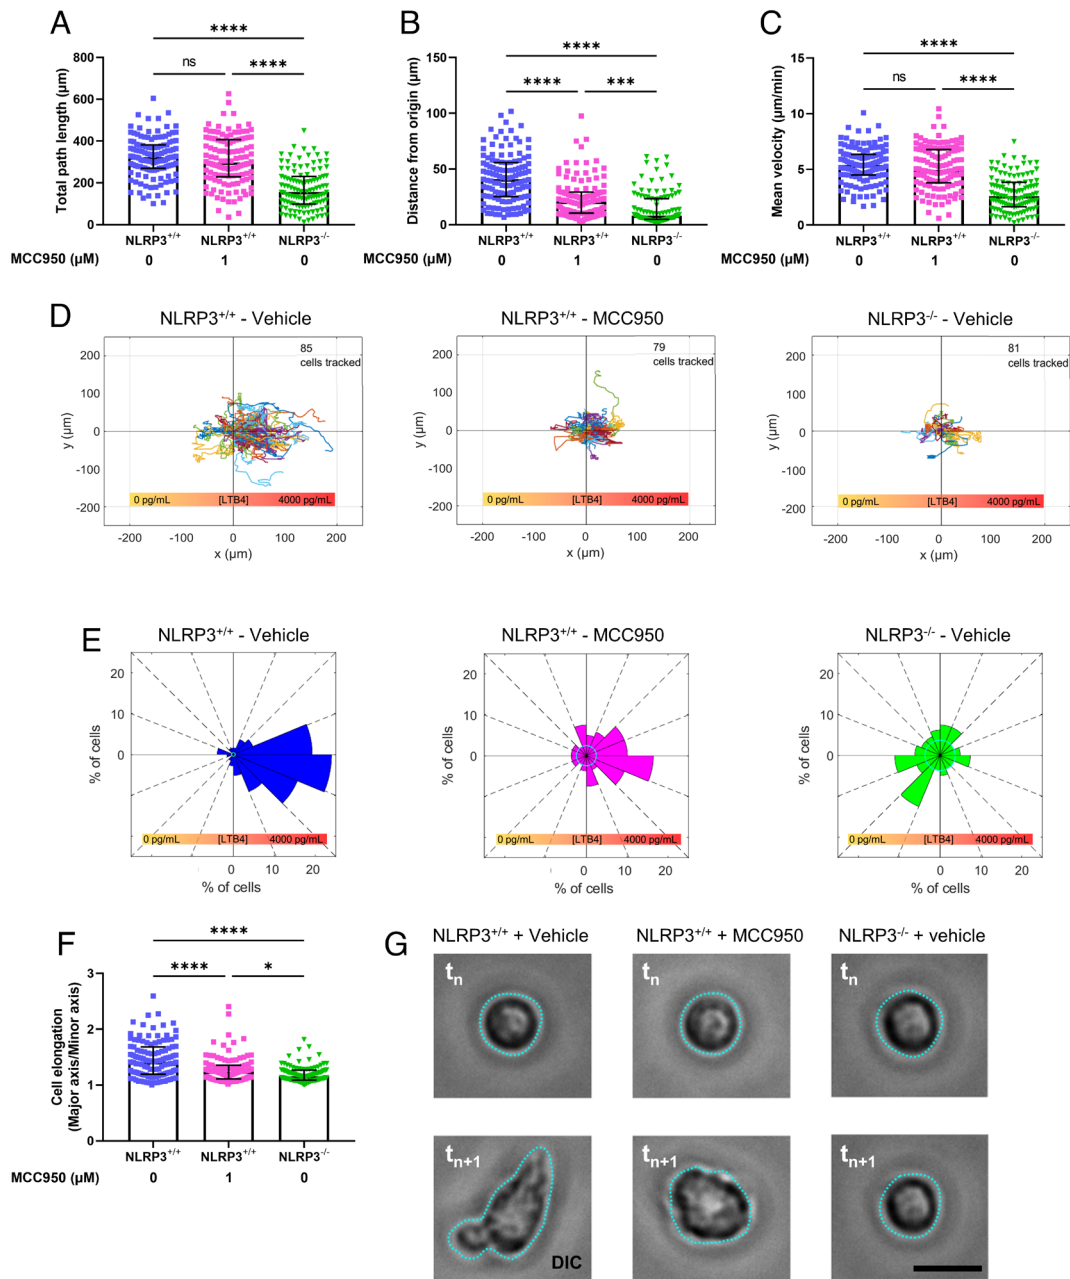 A
Total path length (µm)
800
600
400
200
0
****
ns
****
NLRP3+/+ NLRP3+/+ NLRP3-/-
MCC950 (µM) 0 1 0
B
Distance from origin (µm)
150
100
50
0
****
****
***
NLRP3+/+ NLRP3+/+ NLRP3-/-
MCC950 (µM) 0 1 0
C
Mean velocity (µm/min)
15
10
5
0
****
ns
****
NLRP3+/+ NLRP3+/+ NLRP3-/-
MCC950 (µM) 0 1 0
D
NLRP3+/+ - Vehicle
85
cells tracked
y (µm)
200
100
0
-100
-200
0 pg/mL [LTB4] 4000 pg/mL
-200 -100 0 100 200
x (µm)
NLRP3+/+ - MCC950
79
cells tracked
y (µm)
200
100
0
-100
-200
0 pg/mL [LTB4] 4000 pg/mL
-200 -100 0 100 200
x (µm)
NLRP3-/- - Vehicle
81
cells tracked
y (µm)
200
100
0
-100
-200
0 pg/mL [LTB4] 4000 pg/mL
-200 -100 0 100 200
x (µm)
E
NLRP3+/+ - Vehicle
% of cells
20
10
0
0 pg/mL [LTB4] 4000 pg/mL
0 10 20
% of cells
NLRP3+/+ - MCC950
% of cells
20
10
0
0 pg/mL [LTB4] 4000 pg/mL
0 10 20
% of cells
NLRP3-/- - Vehicle
% of cells
20
10
0
0 pg/mL [LTB4] 4000 pg/mL
0 10 20
% of cells
F
Cell elongation
(Major axis/Minor axis)
3
2
1
0
****
****
*
NLRP3+/+ NLRP3+/+ NLRP3-/-
MCC950 (µM) 0 1 0
G
NLRP3+/+ + Vehicle
NLRP3+/+ + MCC950
NLRP3-/- + vehicle
tn
tn
tn
tn+1
DIC
tn+1
tn+1